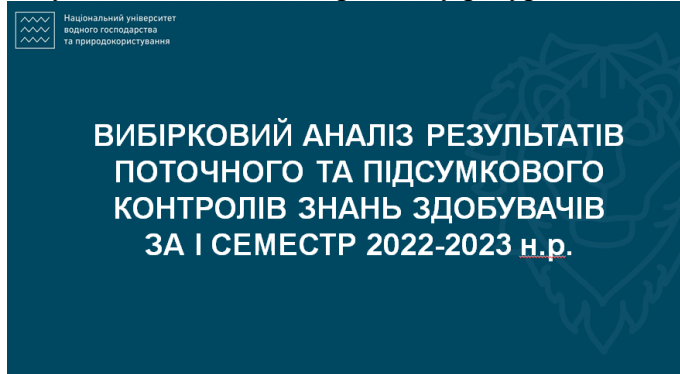 Національний університет
водного господарства
та природокористування
ВИБІРКОВИЙ АНАЛІЗ РЕЗУЛЬТАТІВ
ПОТОЧНОГО ТА ПІДСУМКОВОГО
КОНТРОЛІВ ЗНАНЬ ЗДОБУВАЧІВ
ЗА І СЕМЕСТР 2022-2023 н.р.